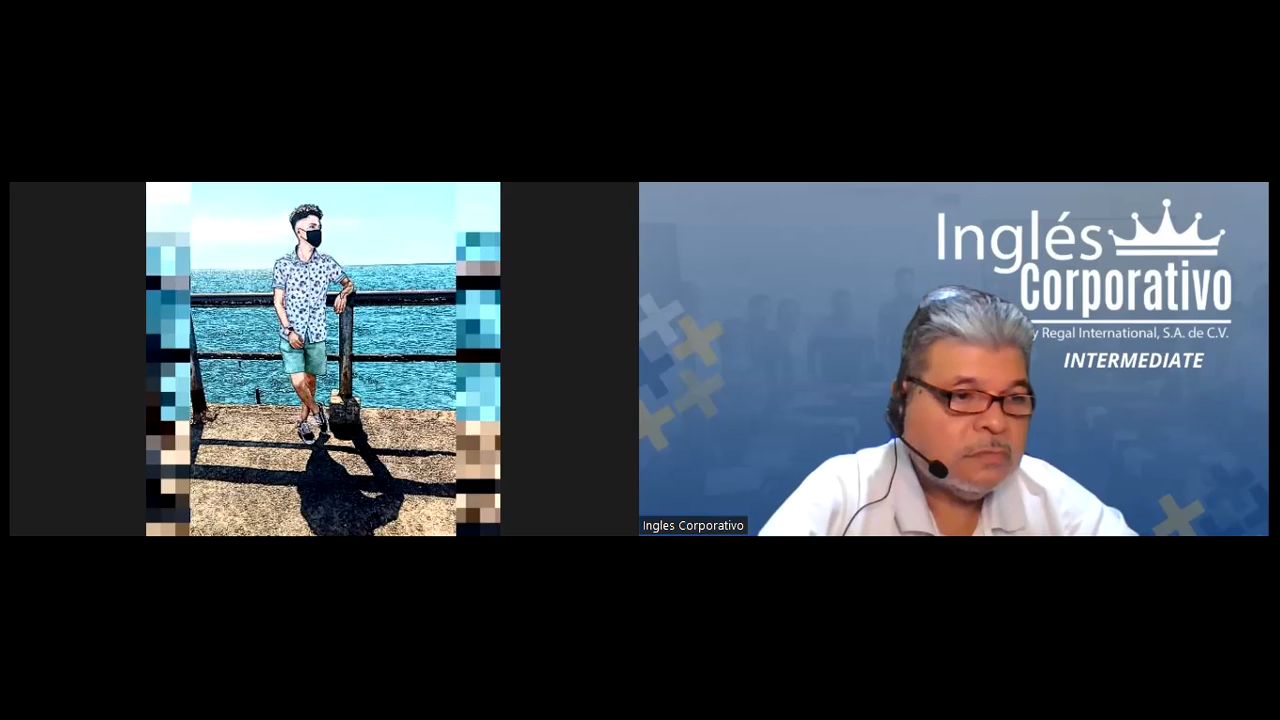 Inglés
Corporativo
y Regal International, S.A. de C.V.
INTERMEDIATE
Ingles Corporativo